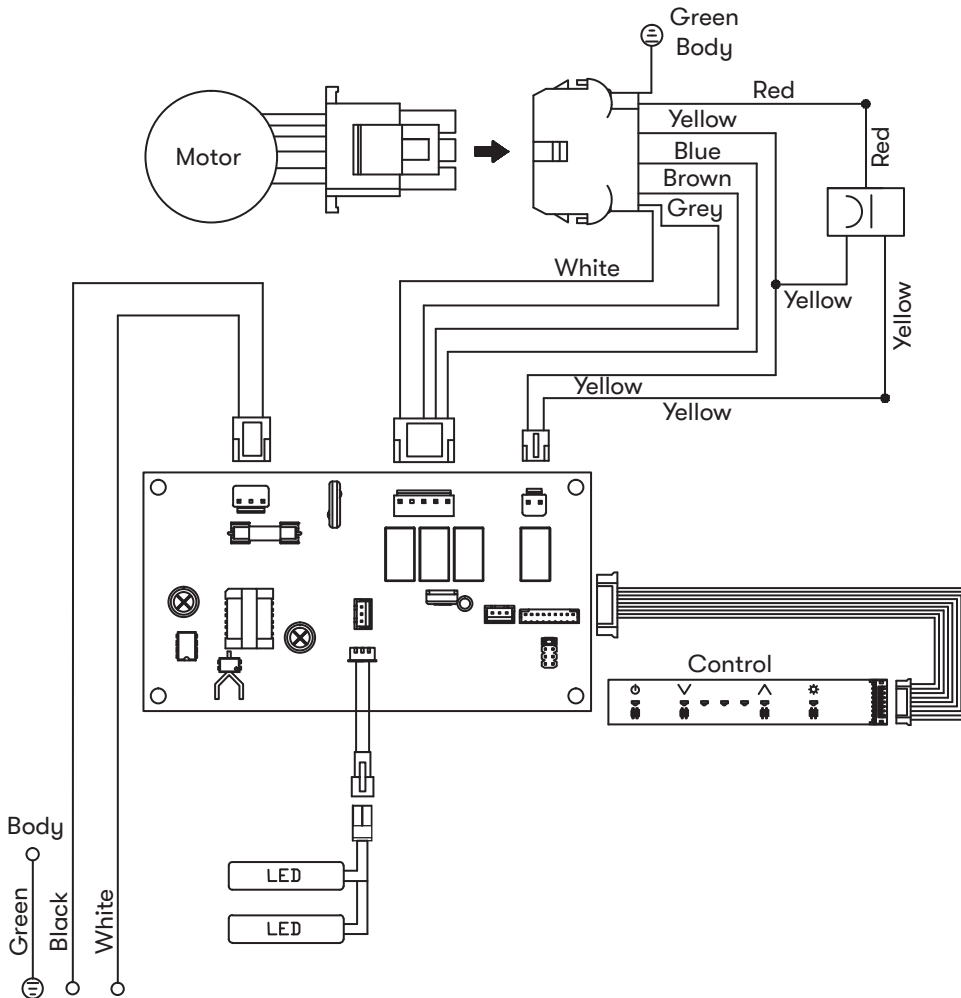 Green
Body
Red
Yellow
Motor
Blue
Red
Brown
Grey
White
Yellow
Yellow
Yellow
Yellow
Control
Body
LED
Green
Black
White
LED